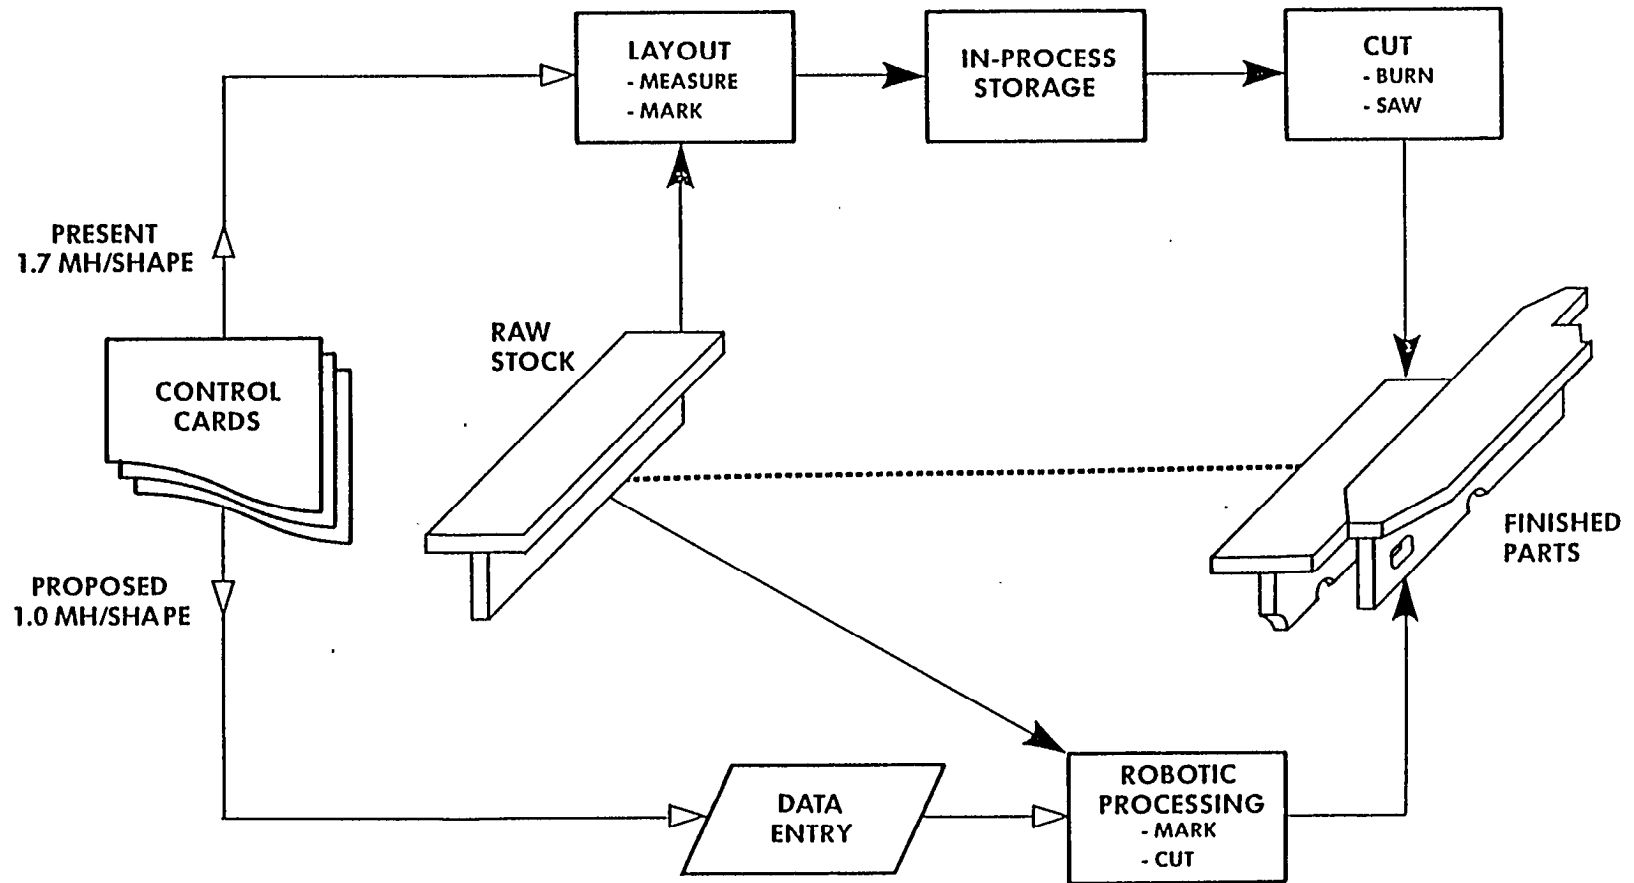 LAYOUT
- MEASURE
- MARK
IN-PROCESS
STORAGE
CUT
- BURN
- SAW
PRESENT
1.7 MH/SHAPE
RAW
STOCK
CONTROL
CARDS
FINISHED
PARTS
PROPOSED
1.0 MH/SHAPE
DATA
ENTRY
ROBOTIC
PROCESSING
- MARK
- CUT